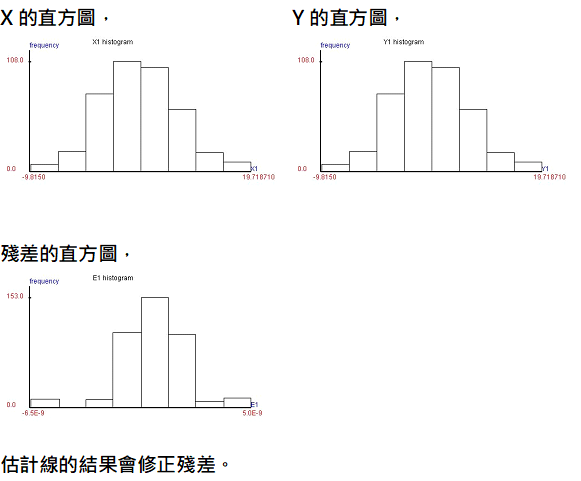 X 的直方圖，
Y 的直方圖，
X1 histogram
frequency
108.0
0.0
-9.8150
19.718710
X1
Y1 histogram
frequency
108.0
0.0
-9.8150
19.718710
Y1
殘差的直方圖，
E1 histogram
frequency
153.0
0.0
-6.5E-9
5.0E-9
E1
估計線的結果會修正殘差。